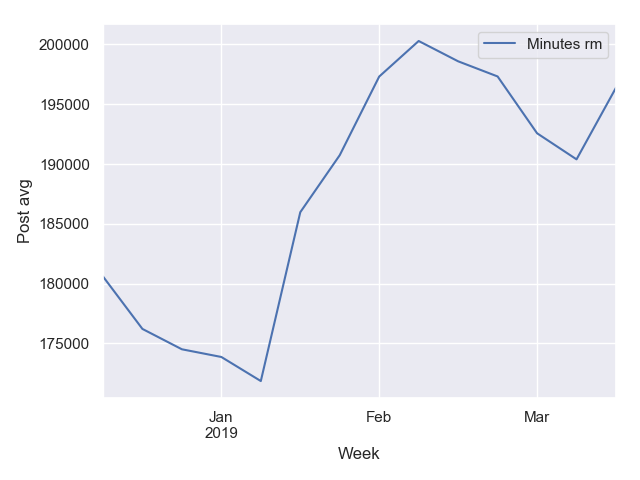 200000
195000
190000
185000
180000
175000
Post avg
Minutes rm
Jan
2019
Feb
Mar
Week